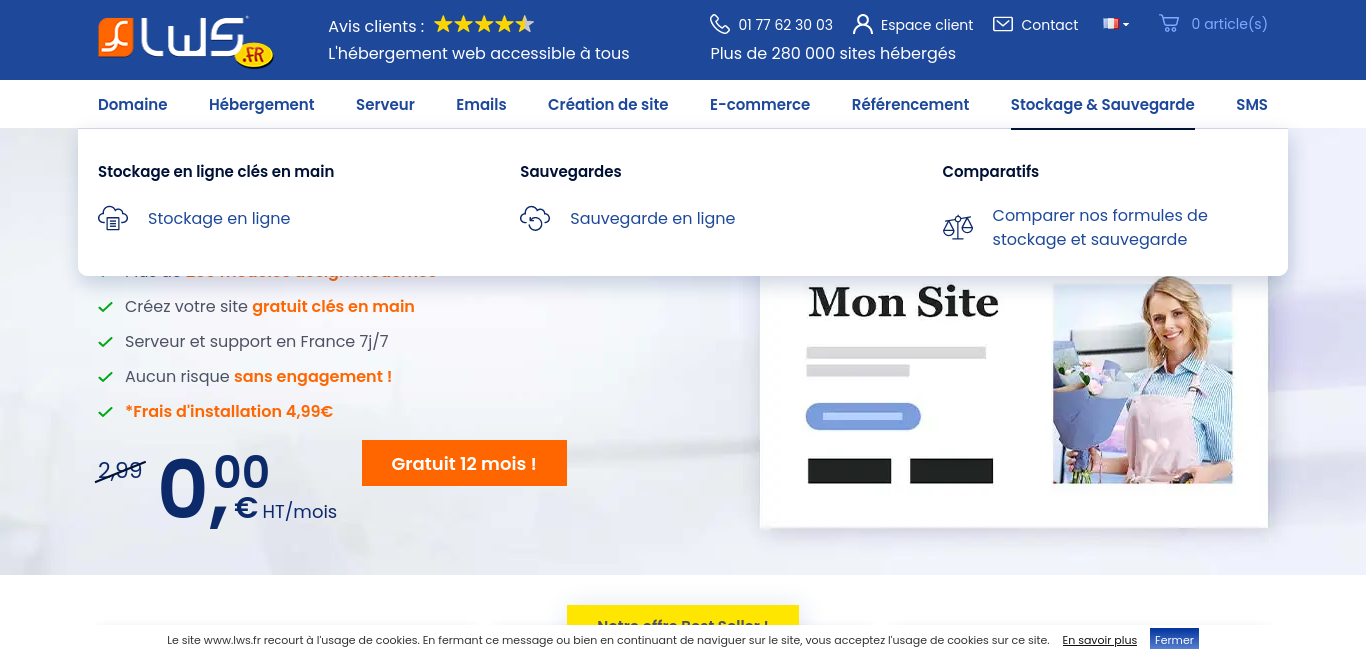 LWS
.FR
Avis clients :
L'hébergement web accessible à tous
01 77 62 30 03
Espace client
Contact
0 article(s)
Plus de 280 000 sites hébergés
Domaine
Hébergement
Serveur
Emails
Création de site
E-commerce
Référencement
Stockage & Sauvegarde
SMS
Stockage en ligne clés en main
Stockage en ligne
Sauvegardes
Sauvegarde en ligne
Comparatifs
Comparer nos formules de
stockage et sauvegarde
Créez votre site gratuit clés en main
Serveur et support en France 7j/7
Aucun risque sans engagement !
*Frais d'installation 4,99€
2,99
0,00
€ HT/mois
Gratuit 12 mois !
Mon Site
Notre offre Best Seller !
Le site www.lws.fr recourt à l'usage de cookies. En fermant ce message ou bien en continuant de naviguer sur le site, vous acceptez l'usage de cookies sur ce site.
En savoir plus
Fermer